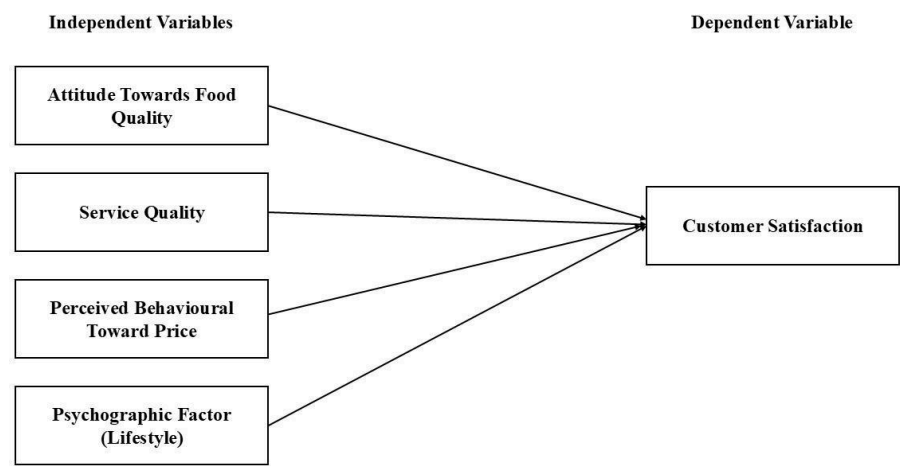 Independent Variables
Dependent Variable
Attitude Towards Food
Quality
Service Quality
Customer Satisfaction
Perceived Behavioural
Toward Price
Psychographic Factor
(Lifestyle)